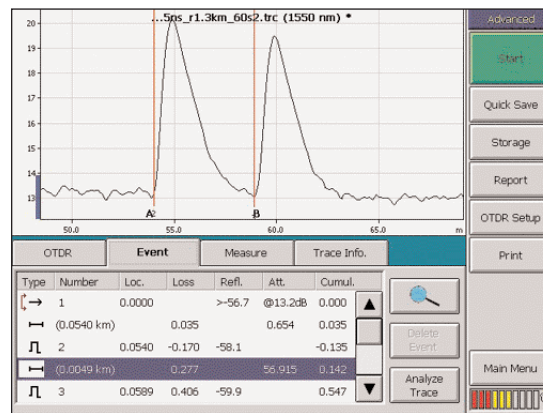 ...5ns_r1.3km_60s2.trc (1550 nm) *
20
19
18
17
16
15
14
13
A
B
50.0 55.0 60.0 65.0 m
OTDR Event Measure Trace Info.
Type Number Loc. Loss Refl. Att. Cumul.
1 0.0000 >-56.7 @13.2dB 0.000
(0.0540 km) 0.035 0.654 0.035
2 0.0540 -0.170 -58.1 -0.135
(0.0049 km) 0.277 56.915 0.142
3 0.0589 0.406 -59.9 0.547
Delete
Event
Analyze
Trace
Advanced
Start
Quick Save
Storage
Report
OTDR Setup
Print
Main Menu